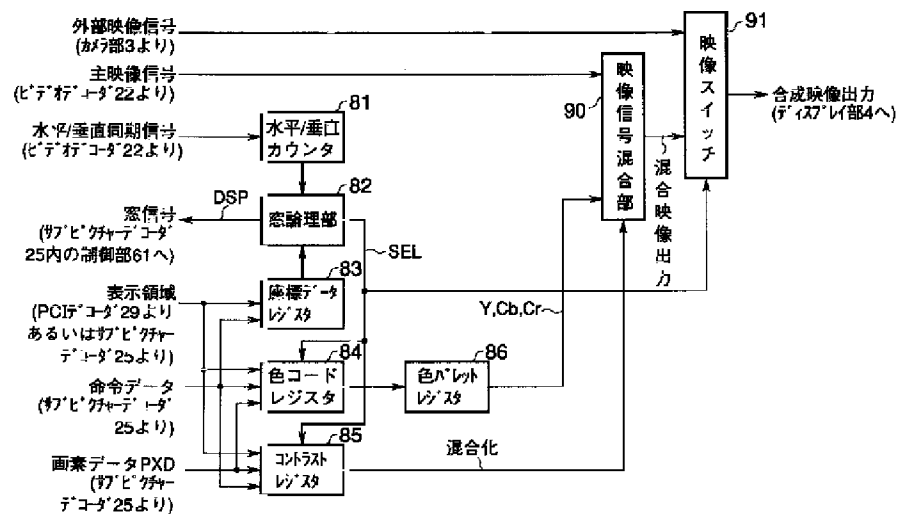 外部映像信号
(カメラ部3より)
主映像信号
(ビデオデコーダ22より)
水平/垂直同期信号
(ビデオデコーダ22より)
窓信号
(サブピクチャーデコーダ
25内の制御部61へ)
表示領域
(PCIデコーダ29より
あるいはサブピクチャー
デコーダ25より)
命令データ
(サブピクチャーデコーダ
25より)
画素データPXD
(サブピクチャー
デコーダ25より)
81
水平/垂直
カウンタ
82
窓論理部
DSP
SEL
83
座標データ
レジスタ
84
色コード
レジスタ
85
コントラスト
レジスタ
86
色パレット
レジスタ
Y,Cb,Cr
混合化
90
映像信号混合部
混合映像出力
91
映像スイッチ
合成映像出力
(ディスプレイ部4へ)